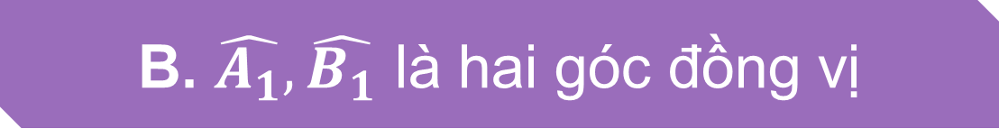 B. $\widehat{A_1}, \widehat{B_1}$ là hai góc đồng vị